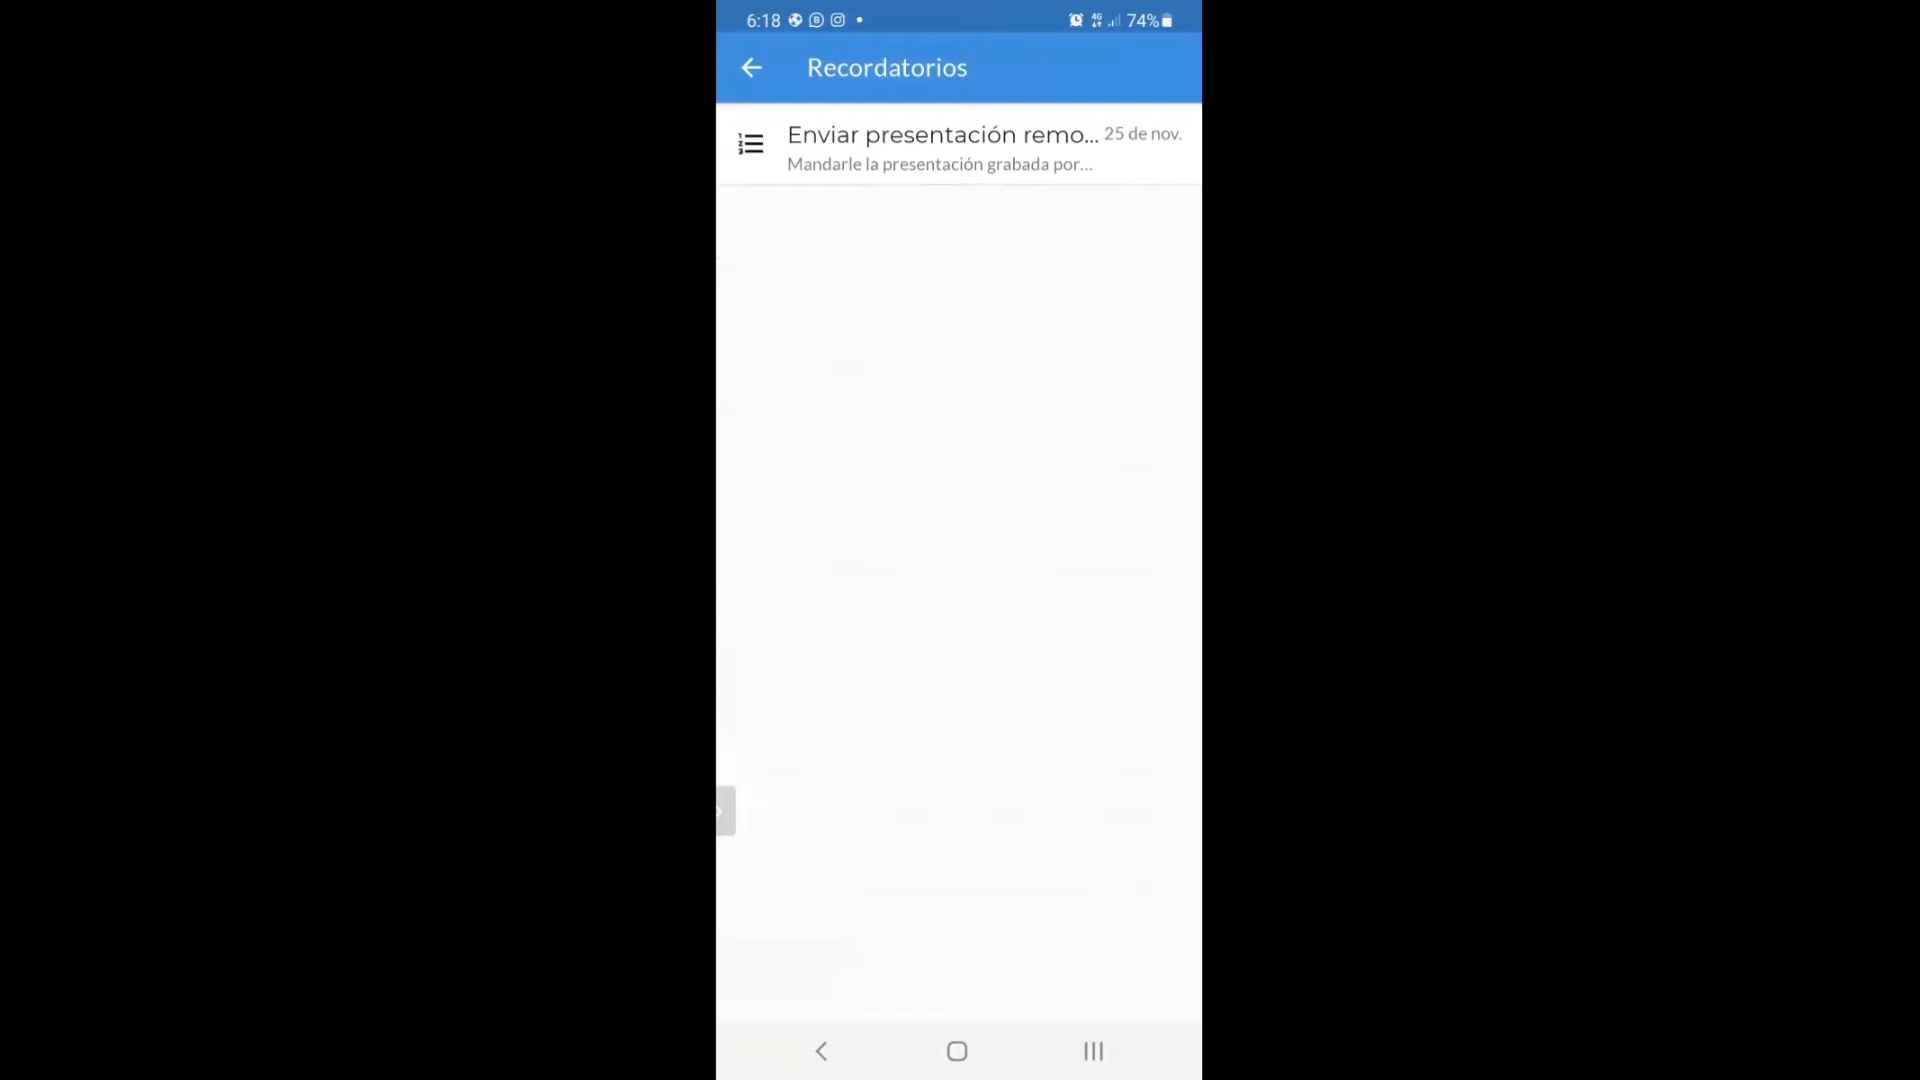 6:18 74%
Recordatorios
Enviar presentación remo... 25 de nov.
Mandarle la presentación grabada por...